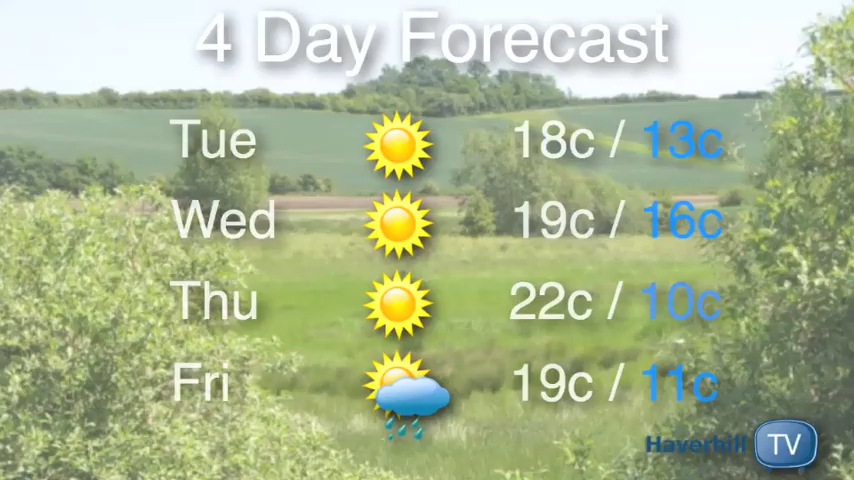 4 Day Forecast
Tue 18c / 13c
Wed 19c / 16c
Thu 22c / 10c
Fri 19c / 11c
Haverhill TV